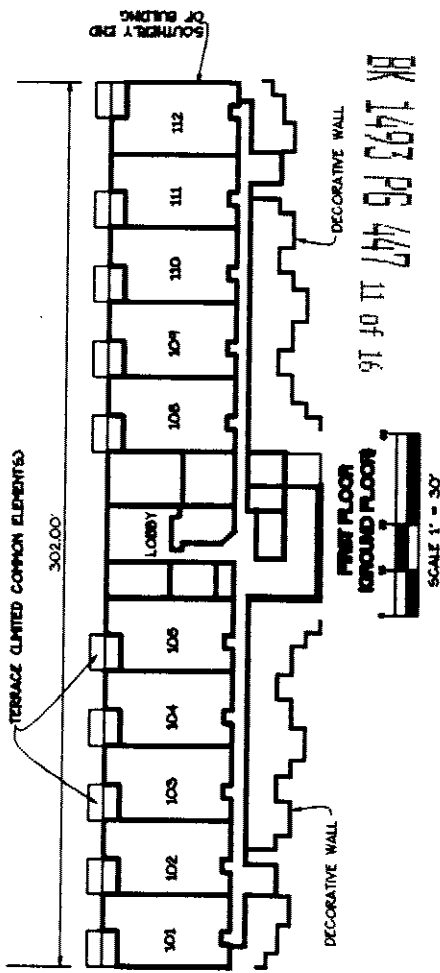 SOUTHERLY END
OF BUILDING
TERRACE (LIMITED COMMON ELEMENTS)
302.00'
101
102
103
104
105
LOBBY
108
109
110
111
112
DECORATIVE WALL
DECORATIVE WALL
FIRST FLOOR
(GROUND FLOOR)
SCALE 1" = 30'
BK 1493 PG 447 11 of 16